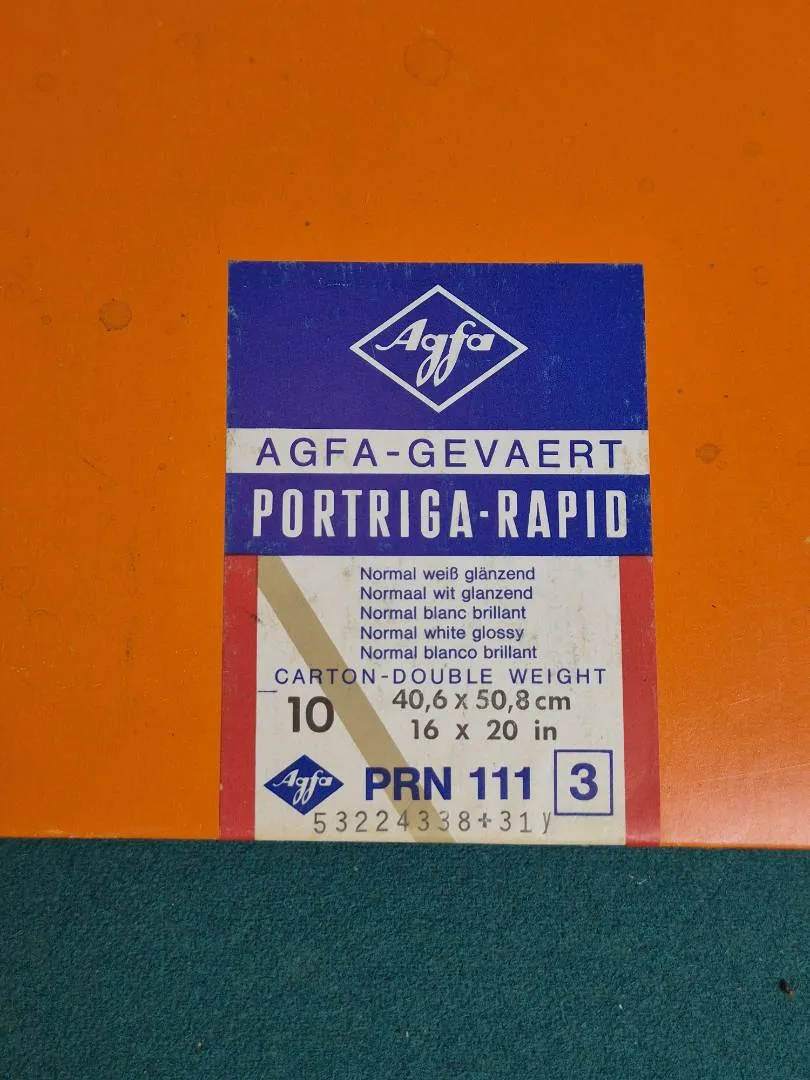 Agfa
AGFA-GEVAERT
PORTRIGA-RAPID
Normal weiß glänzend
Normaal wit glanzend
Normal blanc brillant
Normal white glossy
Normal blanco brillant
CARTON-DOUBLE WEIGHT
10 40,6 x 50,8 cm
16 x 20 in
Agfa PRN 111 3
53224338+31y